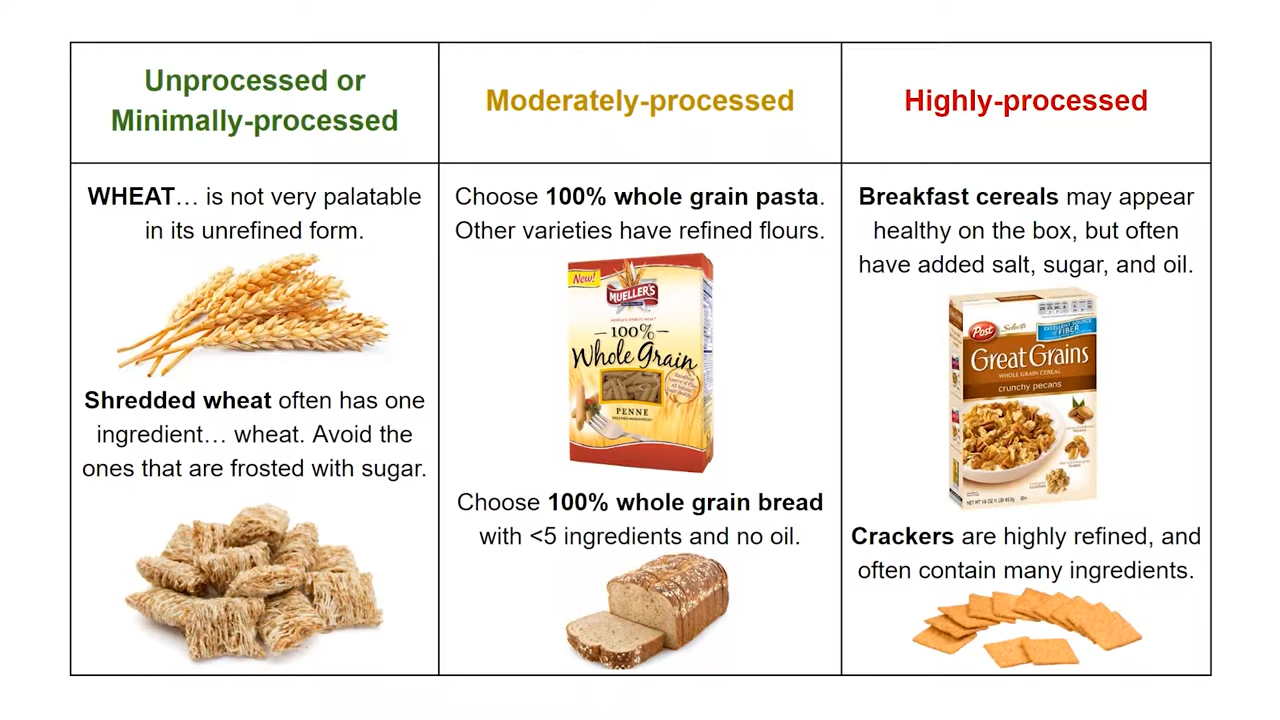 Unprocessed or
Minimally-processed
Moderately-processed
Highly-processed
WHEAT… is not very palatable
in its unrefined form.
Shredded wheat often has one
ingredient… wheat. Avoid the
ones that are frosted with sugar.
Choose 100% whole grain pasta.
Other varieties have refined flours.
New!
MUELLER'S
100%
Whole Grain
PENNE
Choose 100% whole grain bread
with <5 ingredients and no oil.
Breakfast cereals may appear
healthy on the box, but often
have added salt, sugar, and oil.
Post
Selects
EXCELLENT SOURCE
of FIBER
Great Grains
WHOLE GRAIN CEREAL
crunchy pecans
Crackers are highly refined, and
often contain many ingredients.